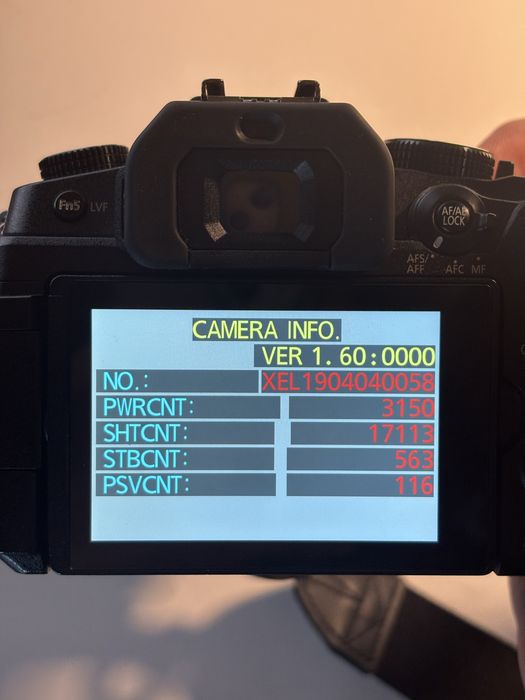 Fn5 LVF
AF/AE
LOCK
AFS/
AFF AFC MF
CAMERA INFO.
VER 1.60:0000
NO.: XEL1904040058
PWRCNT: 3150
SHTCNT: 17113
STBCNT: 563
PSVCNT: 116